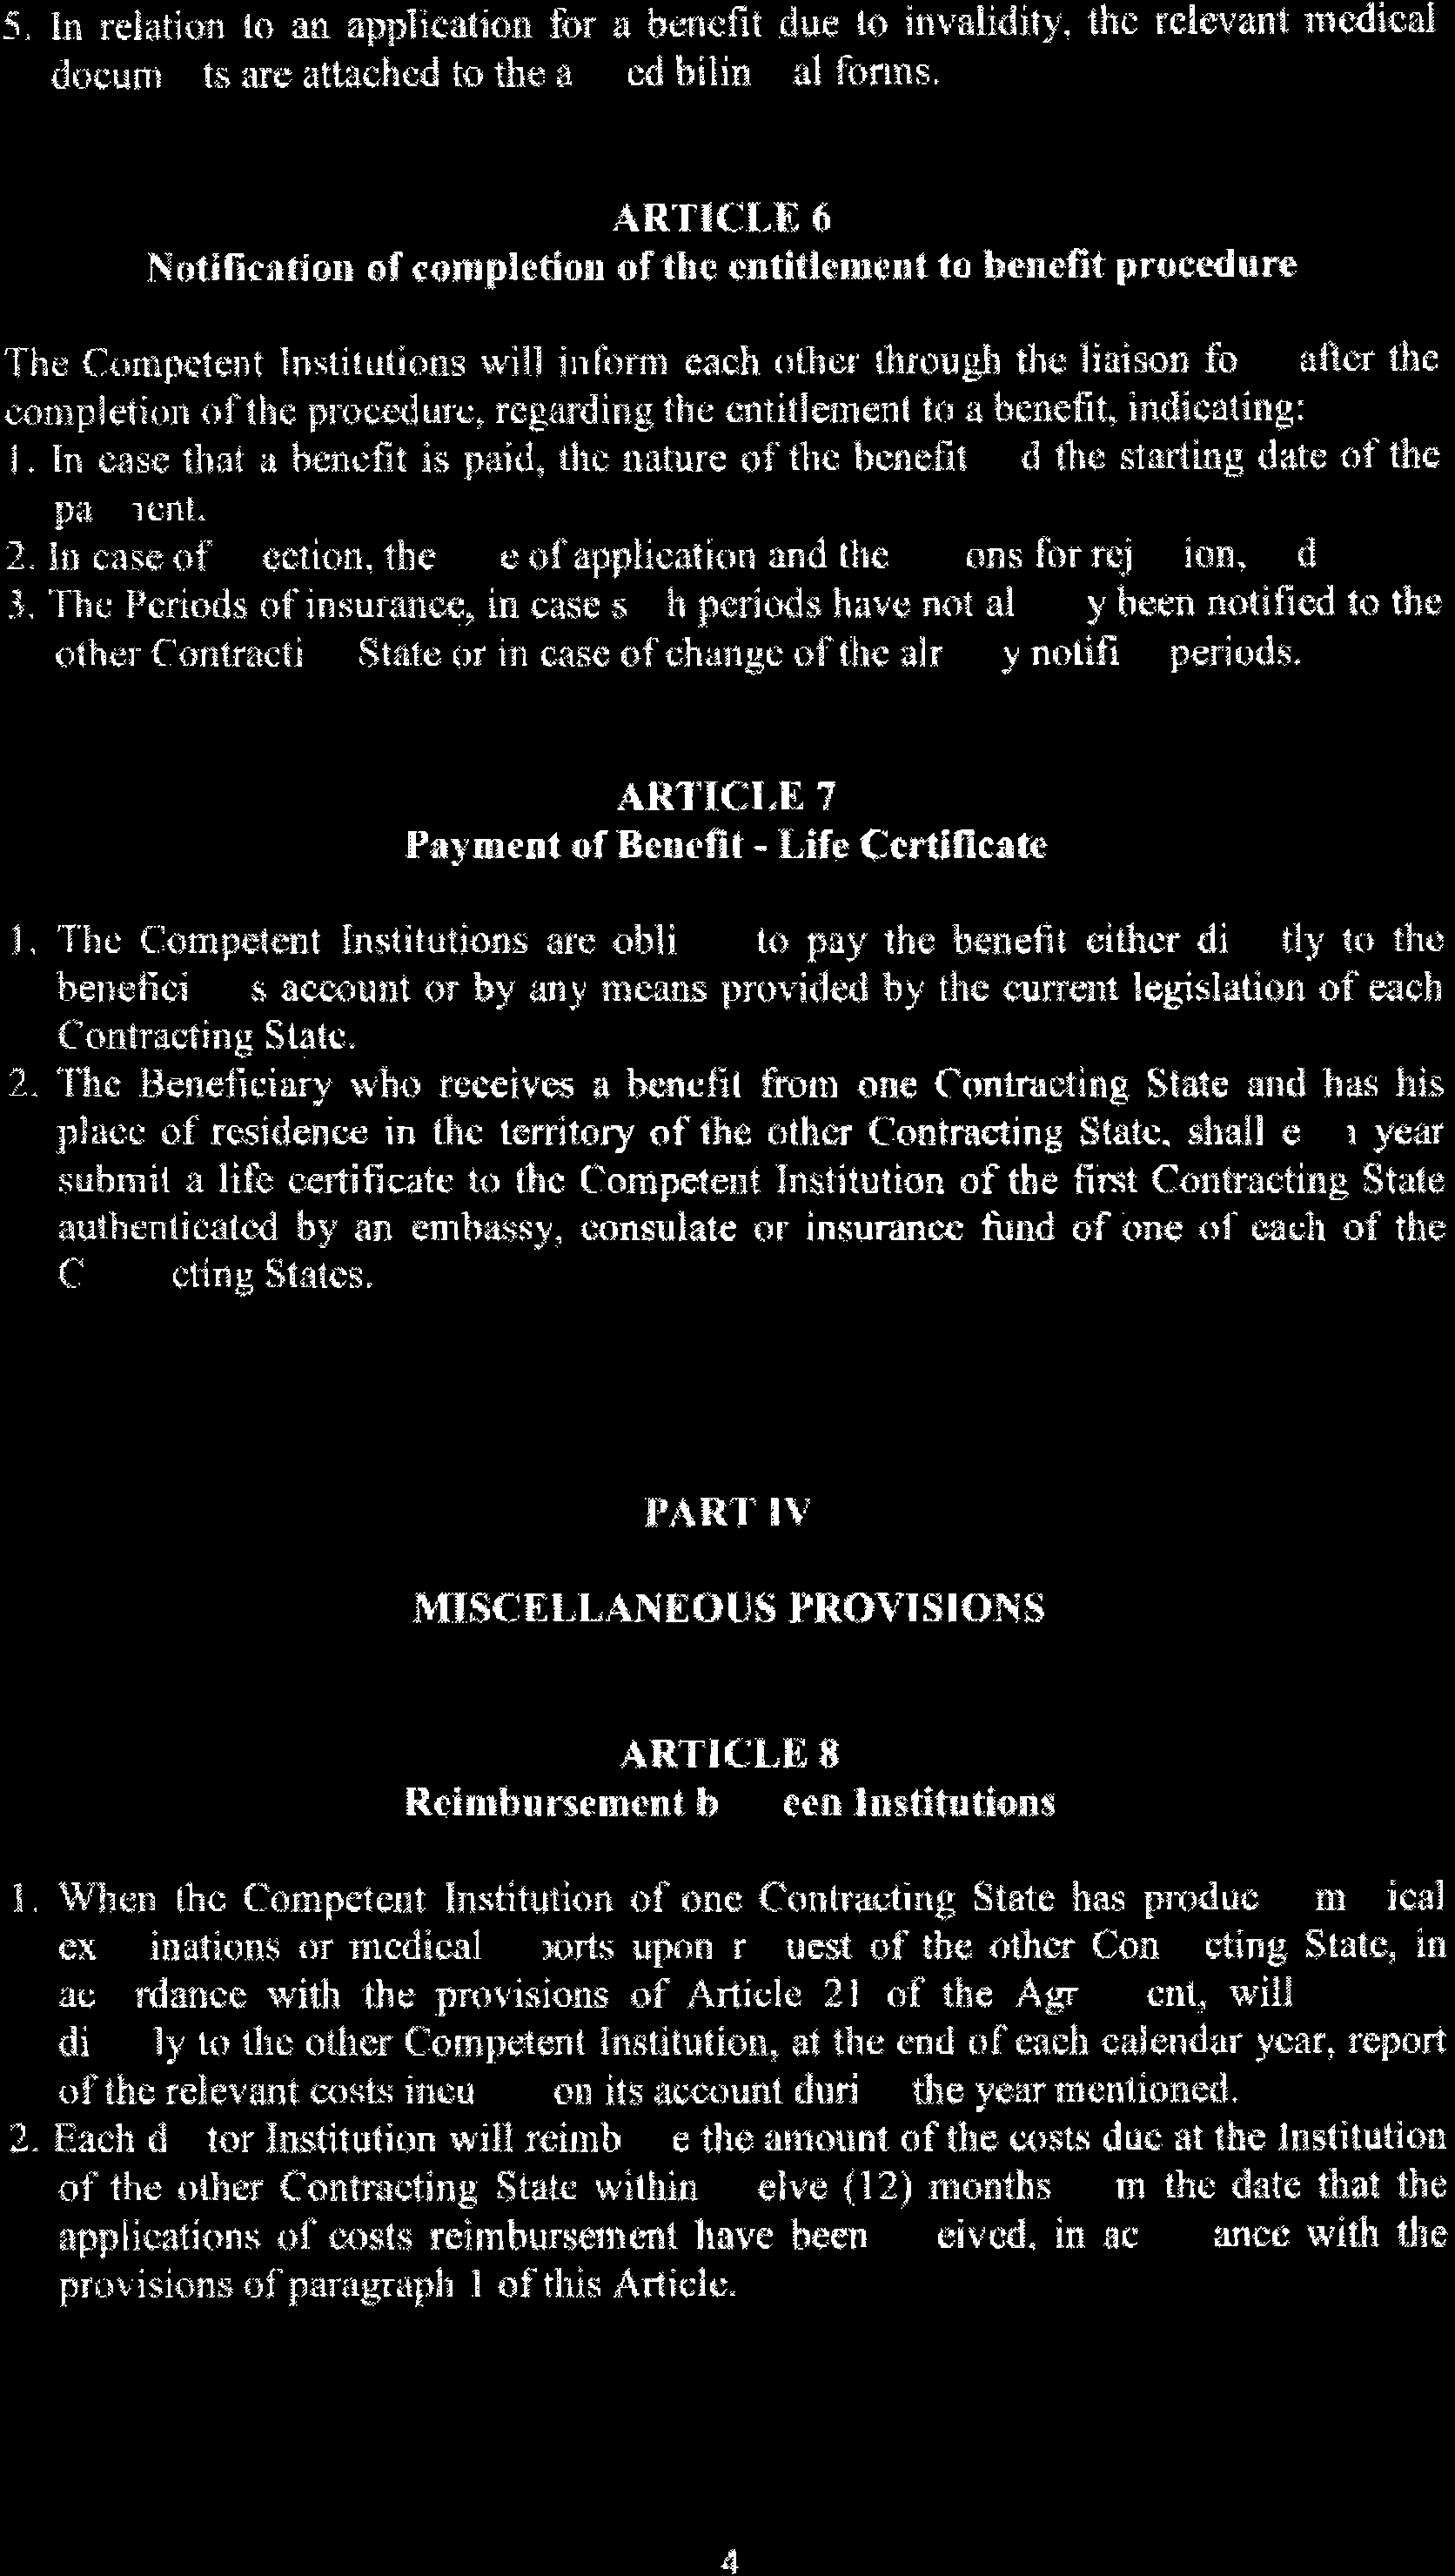 5. In relation to an application for a benefit due to invalidity, the relevant medical
are attached to the forms.
ARTICLE 6
Notification of completion of the entitlement to benefit procedure
The Competent Institutions will inform each other through the liaison after the
completion of the procedure, regarding the entitlement to a benefit, indicating:
1. In case that a benefit is paid, the nature of the benefit the starting date of the
2. In case of the of application and the for
3. The Periods of insurance, in case periods have not been notified to the
other State or in case of change of the periods.
ARTICLE 7
Payment of Benefit - Life Certificate
1. The Competent Institutions are to pay the benefit either to the
account or by any means provided by the current legislation of each
Contracting State.
2. The Beneficiary who receives a benefit from one Contracting State and has his
place of residence in the territory of the other Contracting State, shall year
submit a life certificate to the Competent Institution of the first Contracting State
authenticated by an embassy, consulate or insurance fund of one of each of the
States.
PART IV
MISCELLANEOUS PROVISIONS
ARTICLE 8
Reimbursement Institutions
1. When the Competent Institution of one Contracting State has
or medical upon of the other State, in
with the provisions of Article 21 of the will
to the other Competent Institution, at the end of each calendar year, report
of the relevant costs on its account the year mentioned.
2. Each Institution will the amount of the costs due at the Institution
of the other Contracting State within (12) months the date that the
applications of costs reimbursement have been in with the
provisions of paragraph 1 of this Article.
4